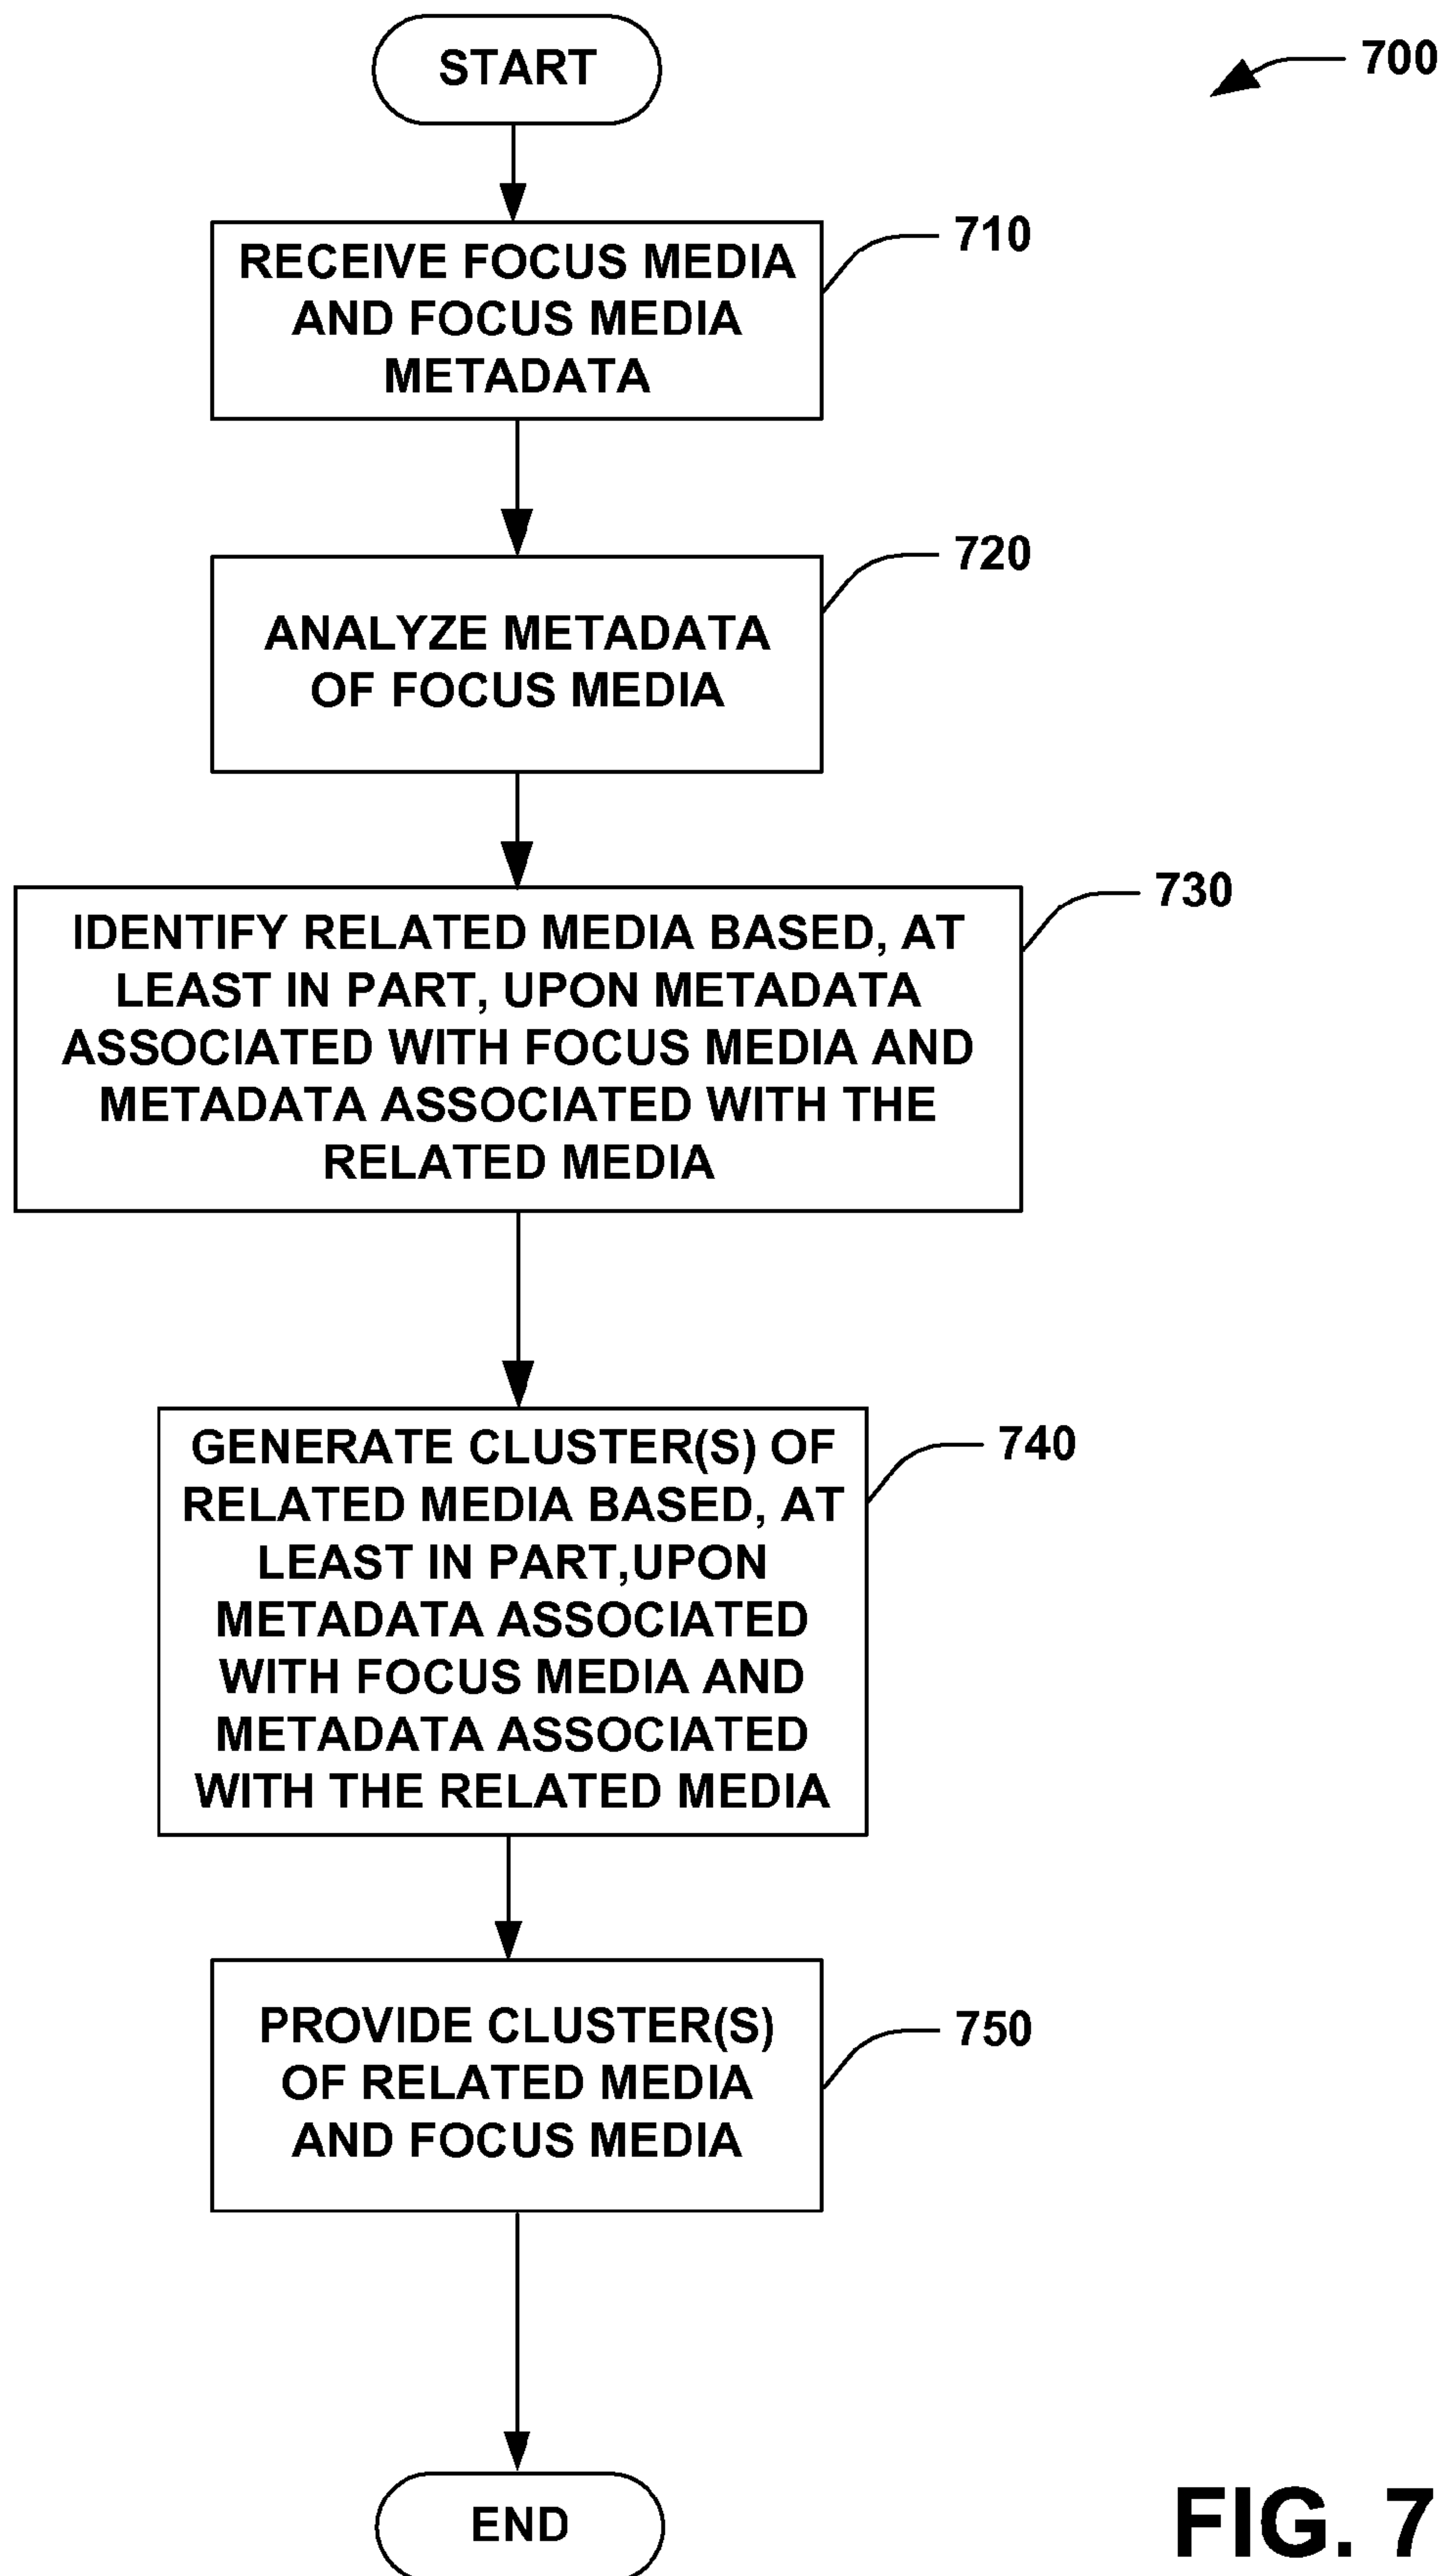 START
700
RECEIVE FOCUS MEDIA
AND FOCUS MEDIA
METADATA
710
ANALYZE METADATA
OF FOCUS MEDIA
720
IDENTIFY RELATED MEDIA BASED, AT
LEAST IN PART, UPON METADATA
ASSOCIATED WITH FOCUS MEDIA AND
METADATA ASSOCIATED WITH THE
RELATED MEDIA
730
GENERATE CLUSTER(S) OF
RELATED MEDIA BASED, AT
LEAST IN PART,UPON
METADATA ASSOCIATED
WITH FOCUS MEDIA AND
METADATA ASSOCIATED
WITH THE RELATED MEDIA
740
PROVIDE CLUSTER(S)
OF RELATED MEDIA
AND FOCUS MEDIA
750
END
FIG. 7